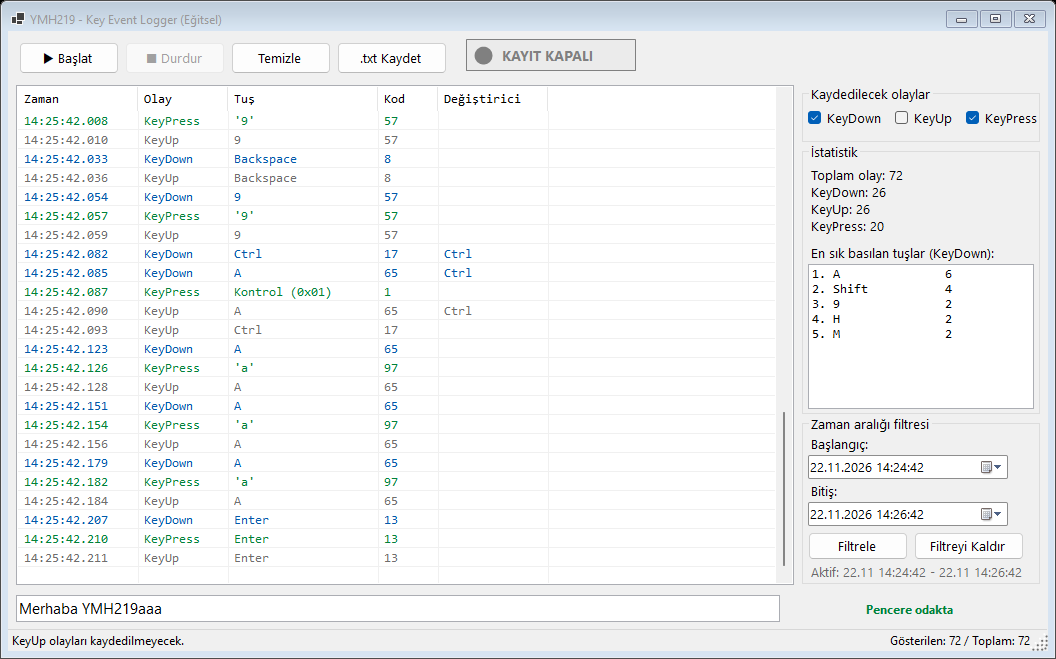 YMH219 - Key Event Logger (Eğitsel)
▶ Başlat
■ Durdur
Temizle
.txt Kaydet
KAYIT KAPALI
Zaman Olay Tuş Kod Değiştirici
14:25:42.008 KeyPress '9' 57
14:25:42.010 KeyUp 9 57
14:25:42.033 KeyDown Backspace 8
14:25:42.036 KeyUp Backspace 8
14:25:42.054 KeyDown 9 57
14:25:42.057 KeyPress '9' 57
14:25:42.059 KeyUp 9 57
14:25:42.082 KeyDown Ctrl 17 Ctrl
14:25:42.085 KeyDown A 65 Ctrl
14:25:42.087 KeyPress Kontrol (0x01) 1
14:25:42.090 KeyUp A 65 Ctrl
14:25:42.093 KeyUp Ctrl 17
14:25:42.123 KeyDown A 65
14:25:42.126 KeyPress 'a' 97
14:25:42.128 KeyUp A 65
14:25:42.151 KeyDown A 65
14:25:42.154 KeyPress 'a' 97
14:25:42.156 KeyUp A 65
14:25:42.179 KeyDown A 65
14:25:42.182 KeyPress 'a' 97
14:25:42.184 KeyUp A 65
14:25:42.207 KeyDown Enter 13
14:25:42.210 KeyPress Enter 13
14:25:42.211 KeyUp Enter 13
Merhaba YMH219aaa
Kaydedilecek olaylar
KeyDown KeyUp KeyPress
İstatistik
Toplam olay: 72
KeyDown: 26
KeyUp: 26
KeyPress: 20
En sık basılan tuşlar (KeyDown):
1. A 6
2. Shift 4
3. 9 2
4. H 2
5. M 2
Zaman aralığı filtresi
Başlangıç:
22.11.2026 14:24:42
Bitiş:
22.11.2026 14:26:42
Filtrele
Filtreyi Kaldır
Aktif: 22.11 14:24:42 - 22.11 14:26:42
Pencere odakta
KeyUp olayları kaydedilmeyecek.
Gösterilen: 72 / Toplam: 72